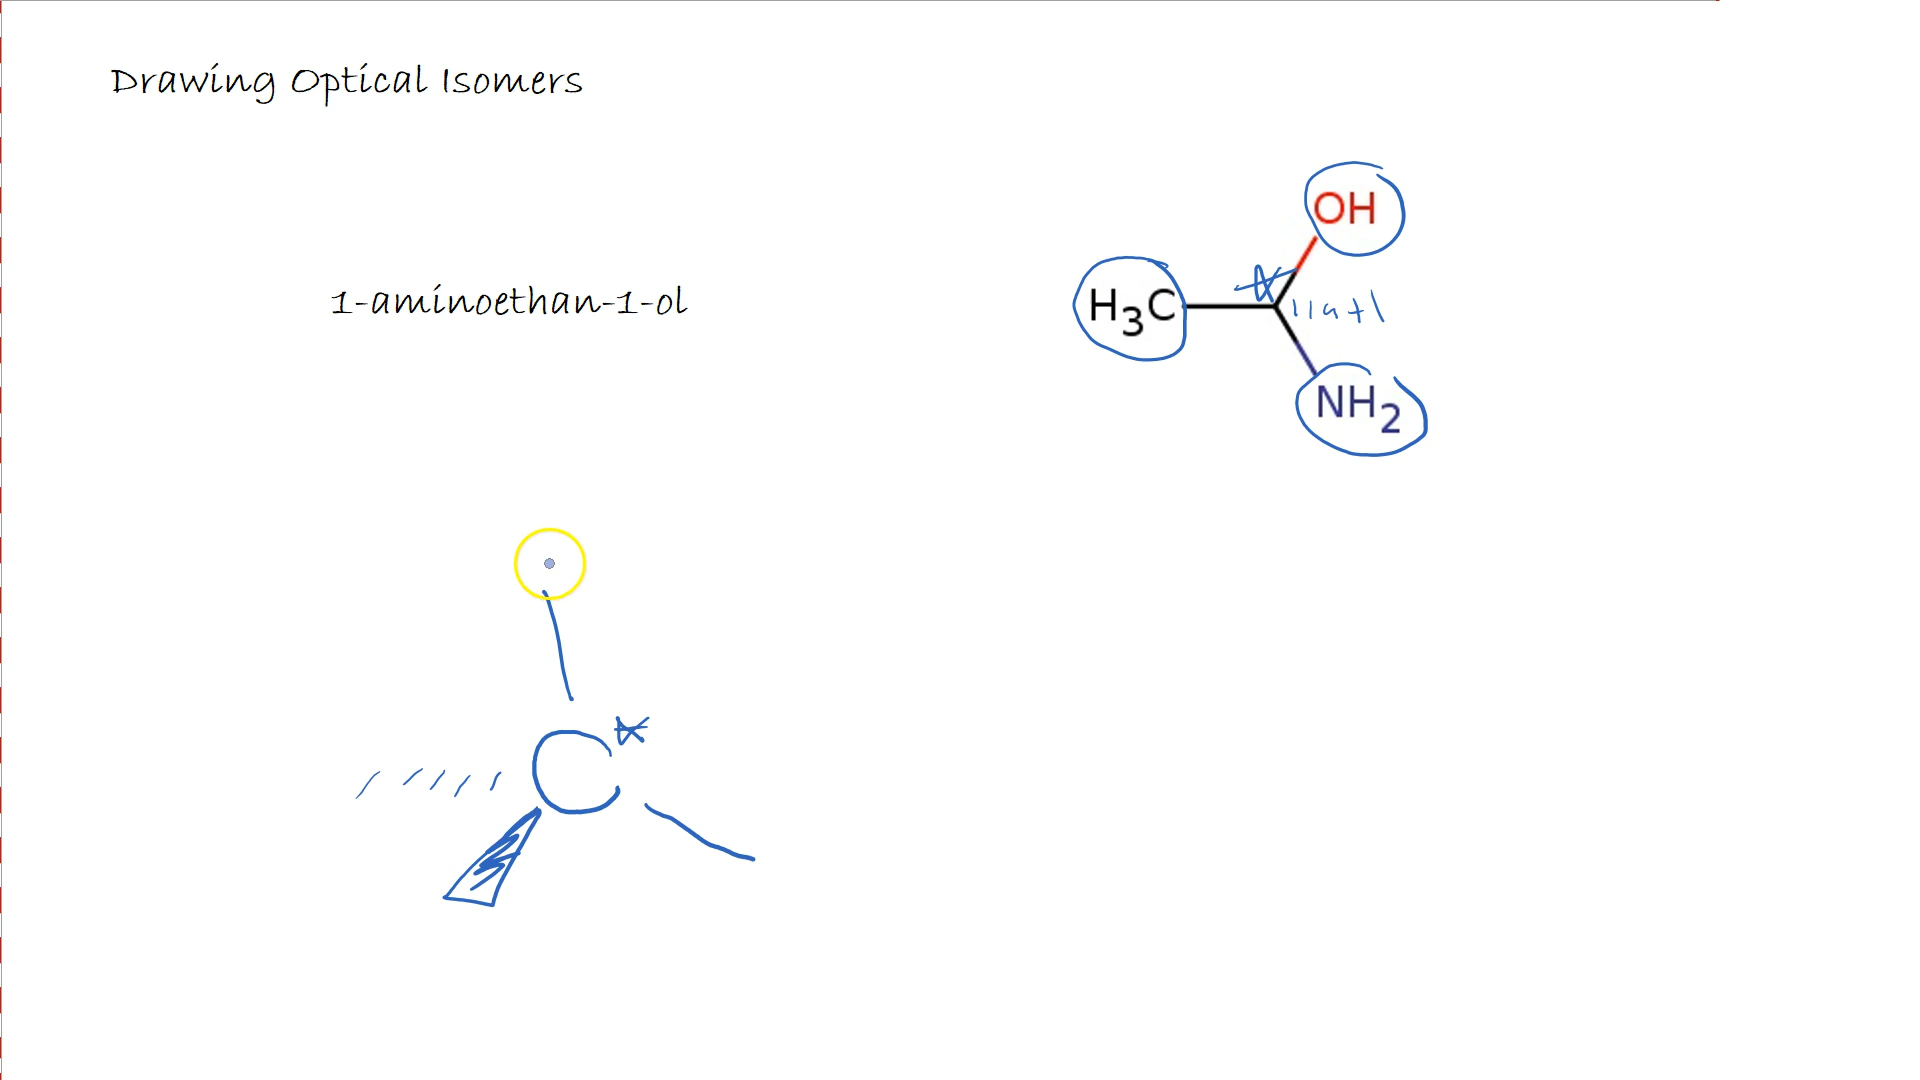 Drawing Optical Isomers
OH
H3C
1-aminoethan-1-ol
NH2
C